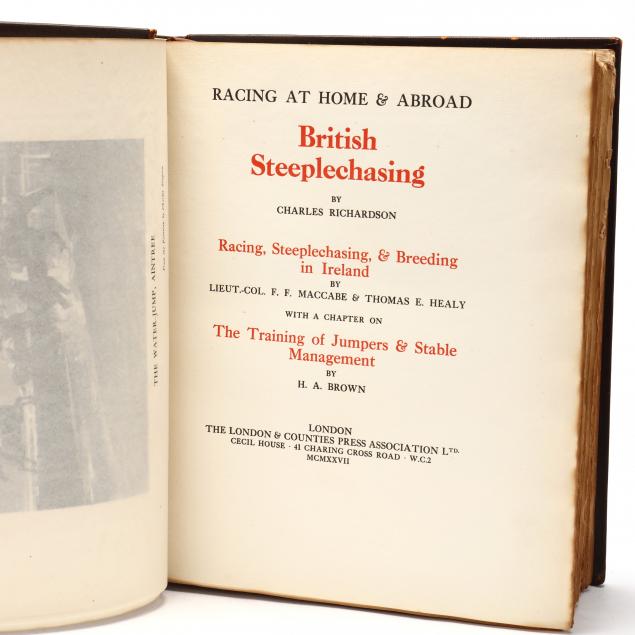 THE WATER JUMP, AINTREE
RACING AT HOME & ABROAD
British
Steeplechasing
BY
CHARLES RICHARDSON
Racing, Steeplechasing, & Breeding
in Ireland
BY
LIEUT.-COL. F. F. MACCABE & THOMAS E. HEALY
WITH A CHAPTER ON
The Training of Jumpers & Stable
Management
BY
H. A. BROWN
LONDON
THE LONDON & COUNTIES PRESS ASSOCIATION LTD.
CECIL HOUSE · 41 CHARING CROSS ROAD · W.C.2
MCMXXVII